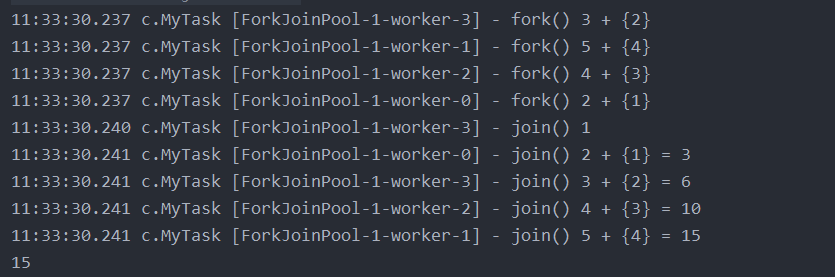 11:33:30.237 c.MyTask [ForkJoinPool-1-worker-3] - fork() 3 + {2}
11:33:30.237 c.MyTask [ForkJoinPool-1-worker-1] - fork() 5 + {4}
11:33:30.237 c.MyTask [ForkJoinPool-1-worker-2] - fork() 4 + {3}
11:33:30.237 c.MyTask [ForkJoinPool-1-worker-0] - fork() 2 + {1}
11:33:30.240 c.MyTask [ForkJoinPool-1-worker-3] - join() 1
11:33:30.241 c.MyTask [ForkJoinPool-1-worker-0] - join() 2 + {1} = 3
11:33:30.241 c.MyTask [ForkJoinPool-1-worker-3] - join() 3 + {2} = 6
11:33:30.241 c.MyTask [ForkJoinPool-1-worker-2] - join() 4 + {3} = 10
11:33:30.241 c.MyTask [ForkJoinPool-1-worker-1] - join() 5 + {4} = 15
15